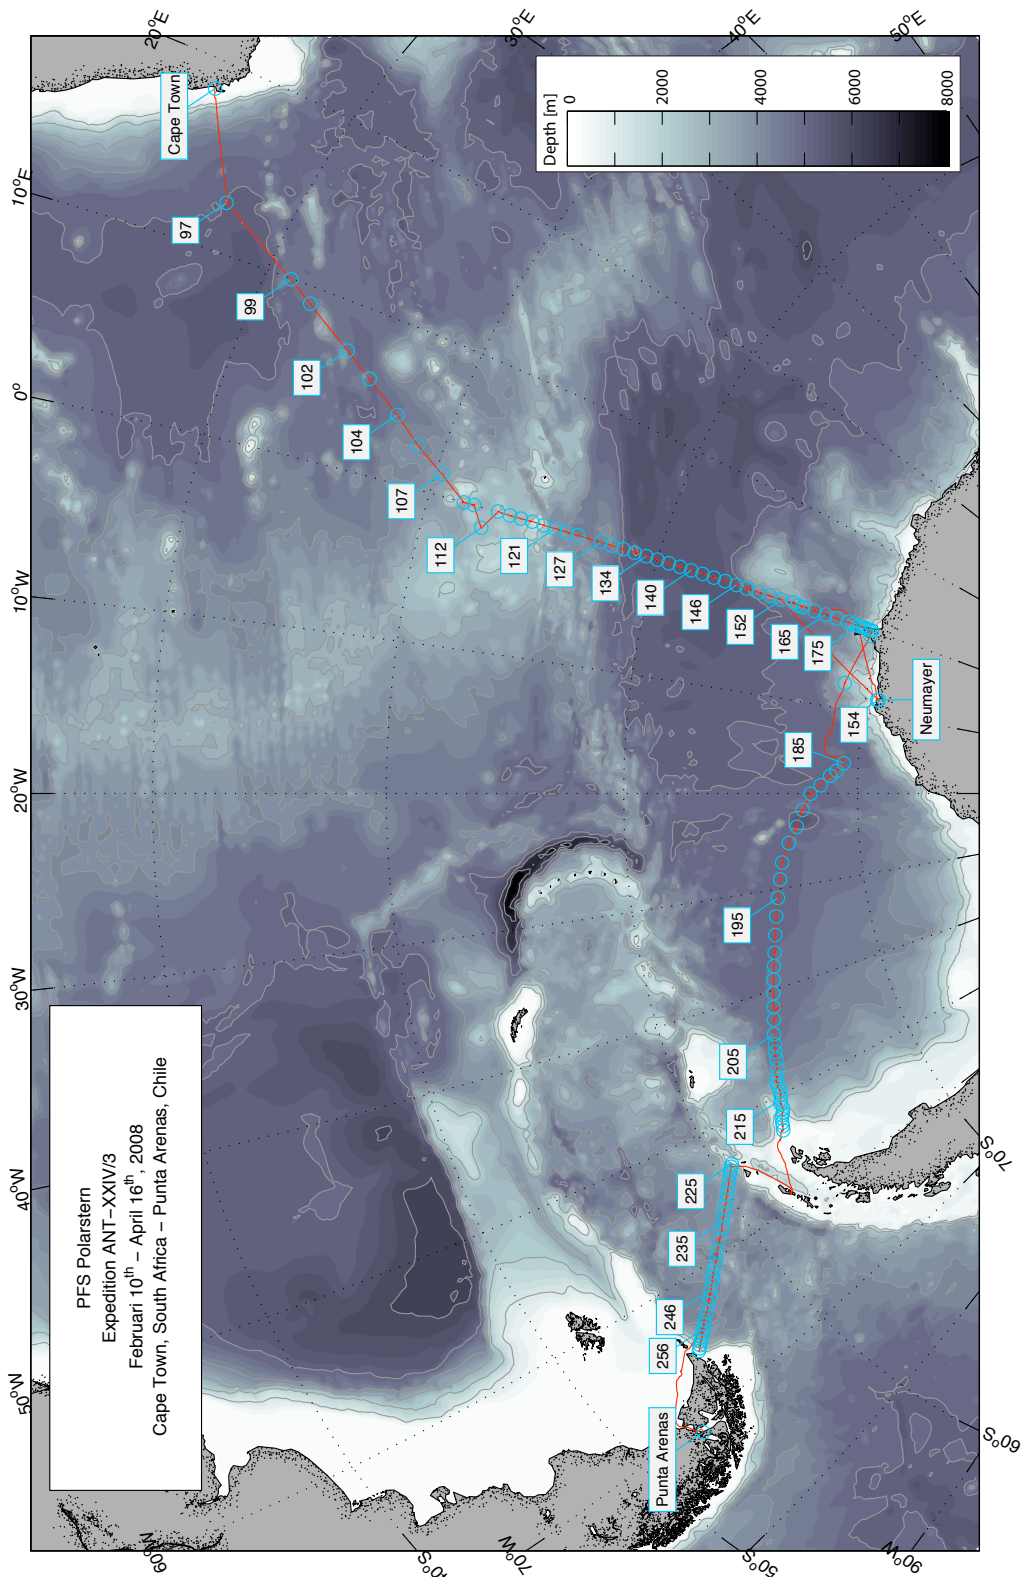 PFS Polarstern
Expedition ANT−XXIV/3
Februari 10th − April 16th, 2008
Cape Town, South Africa − Punta Arenas, Chile
Depth [m]
0
2000
4000
6000
8000
Cape Town
97
99
102
104
107
112
121
127
134
140
146
152
165
175
154
Neumayer
185
195
205
215
225
235
246
256
Punta Arenas
60°W
50°W
40°W
30°W
20°W
10°W
0°
10°E
20°E
30°E
40°E
50°E
70°W
50°S
60°S
70°S